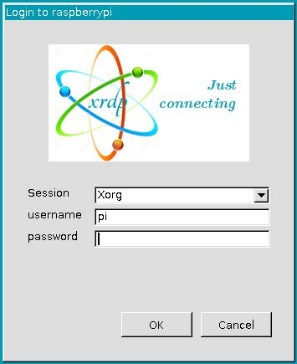 Login to raspberrypi
xrdp
Just
connecting
Session
Xorg
username
pi
password
OK
Cancel